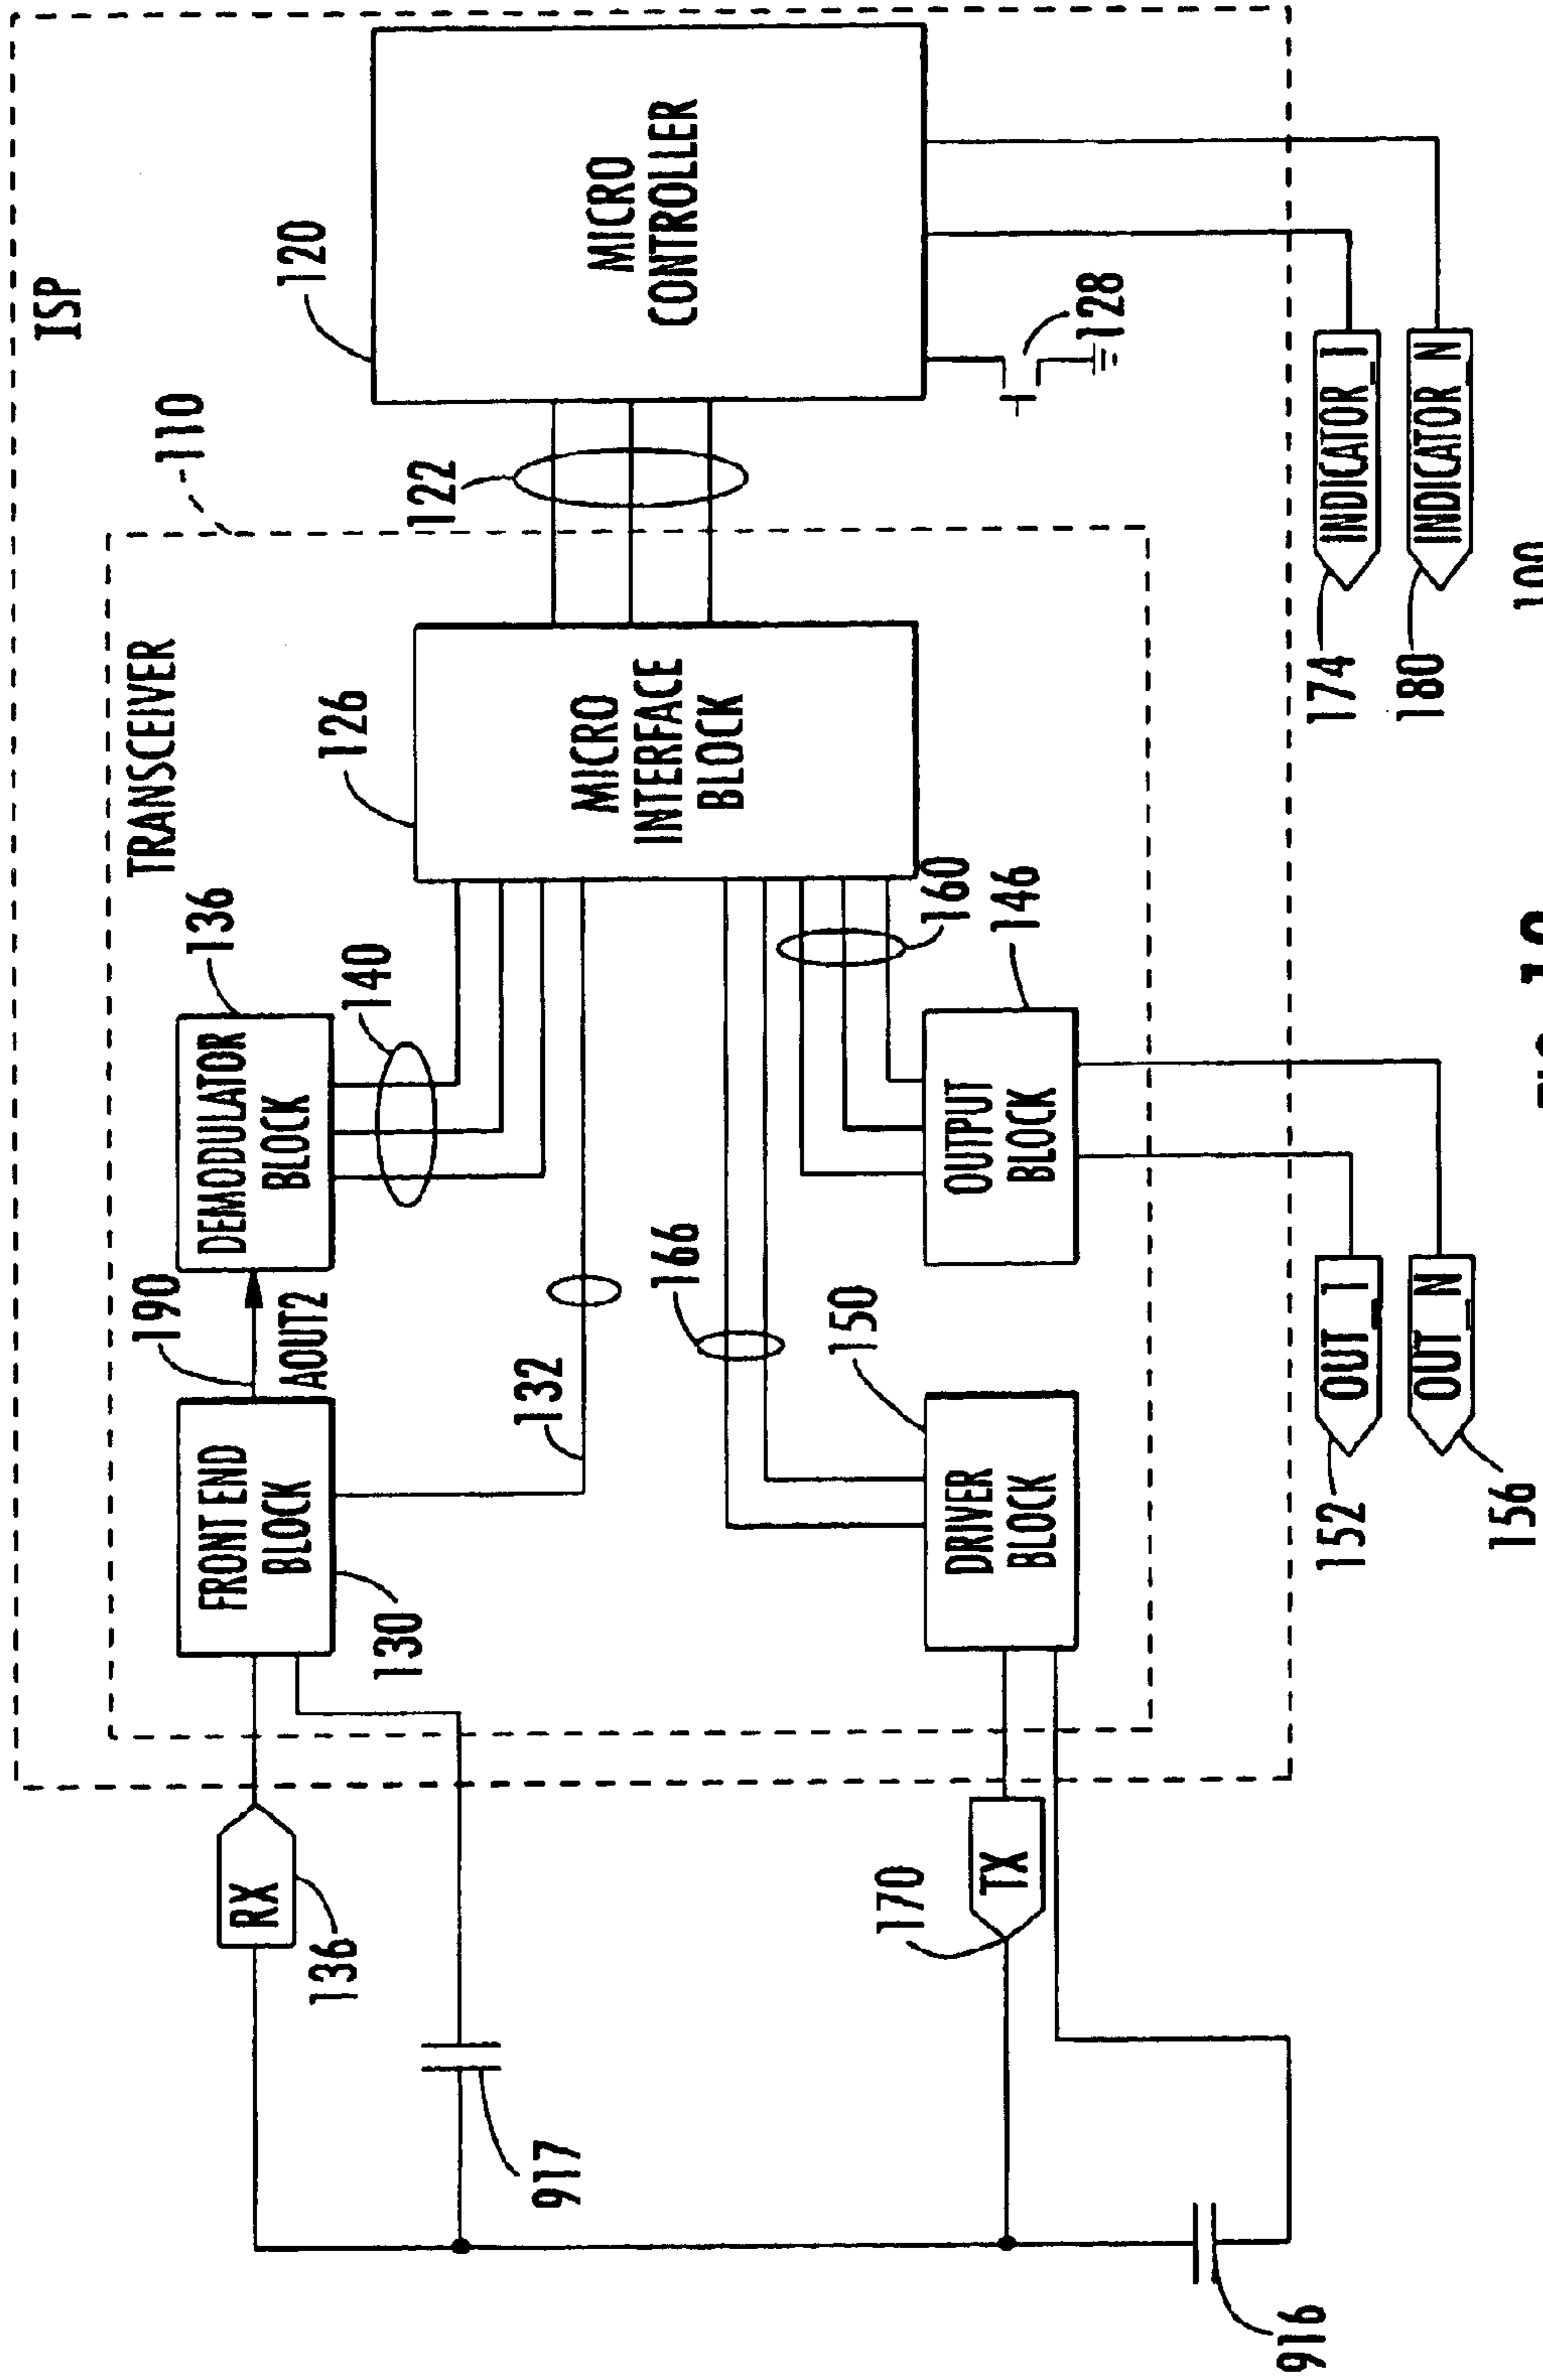 ISP
110
TRANSCEIVER
120
190
136
FRONT END
BLOCK
AOUT2
DEMODULATOR
BLOCK
RX
136
130
140
126
122
132
MICRO
INTERFACE
BLOCK
MICRO
CONTROLLER
917
166
170
150
160
TX
DRIVER
BLOCK
OUTPUT
BLOCK
146
128
916
152
OUT_1
174
INDICATOR_1
156
OUT_N
180
INDICATOR_N